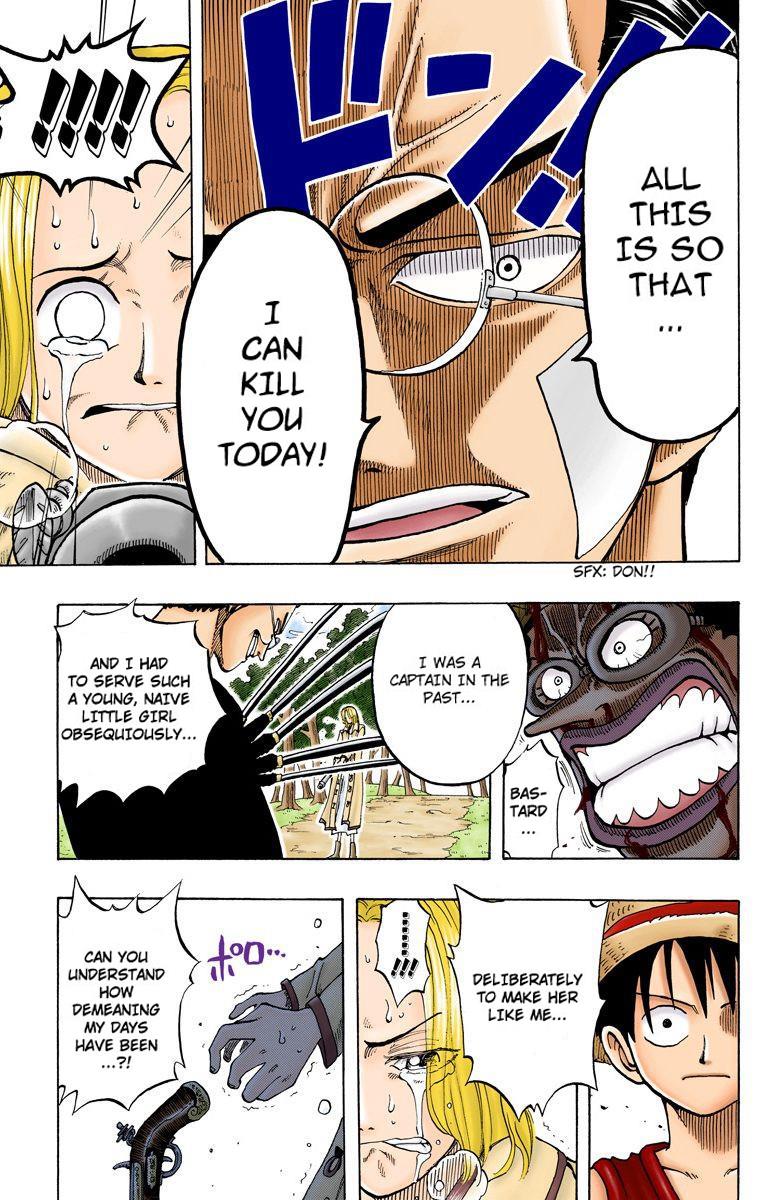 ALL
THIS
IS SO
THAT
...
ドン!!
I
CAN
KILL
YOU
TODAY!
!!!!
SFX: DON!!
BAS-
TARD
...
I WAS A
CAPTAIN IN THE
PAST...
AND I HAD
TO SERVE SUCH
A YOUNG, NAIVE
LITTLE GIRL
OBSEQUIOUSLY...
DELIBERATELY
TO MAKE HER
LIKE ME...
......!!!
ポロ...
CAN YOU
UNDERSTAND
HOW
DEMEANING
MY DAYS
HAVE BEEN
...?!